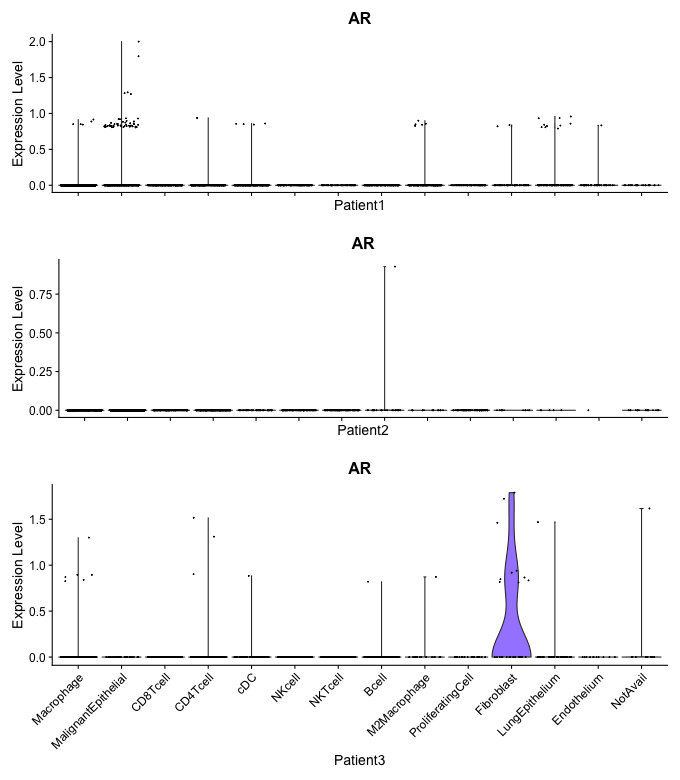 AR
Expression Level
2.0
1.5
1.0
0.5
0.0
Patient1
AR
Expression Level
0.75
0.50
0.25
0.00
Patient2
AR
Expression Level
1.5
1.0
0.5
0.0
Macrophage
MalignantEpithelial
CD8Tcell
CD4Tcell
cDC
NKcell
NKTcell
Bcell
M2Macrophage
ProliferatingCell
Fibroblast
LungEpithelium
Endothelium
NotAvail
Patient3